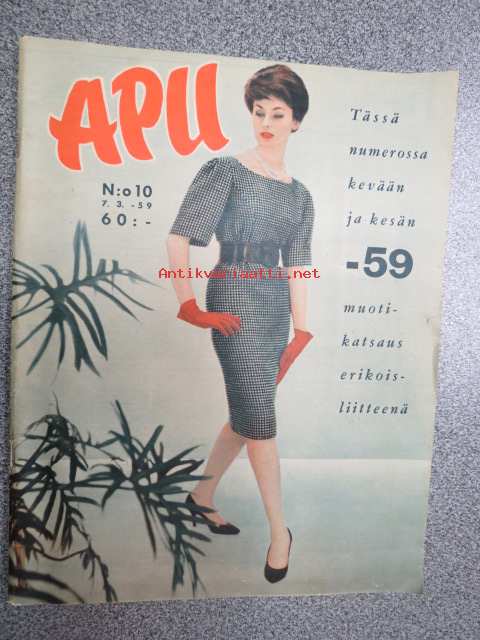 APU
N:o 10
7. 3. -59
60:-
Tässä
numerossa
kevään
ja kesän
-59
muoti-
katsaus
erikois-
liitteenä
Antikvariaatti.net